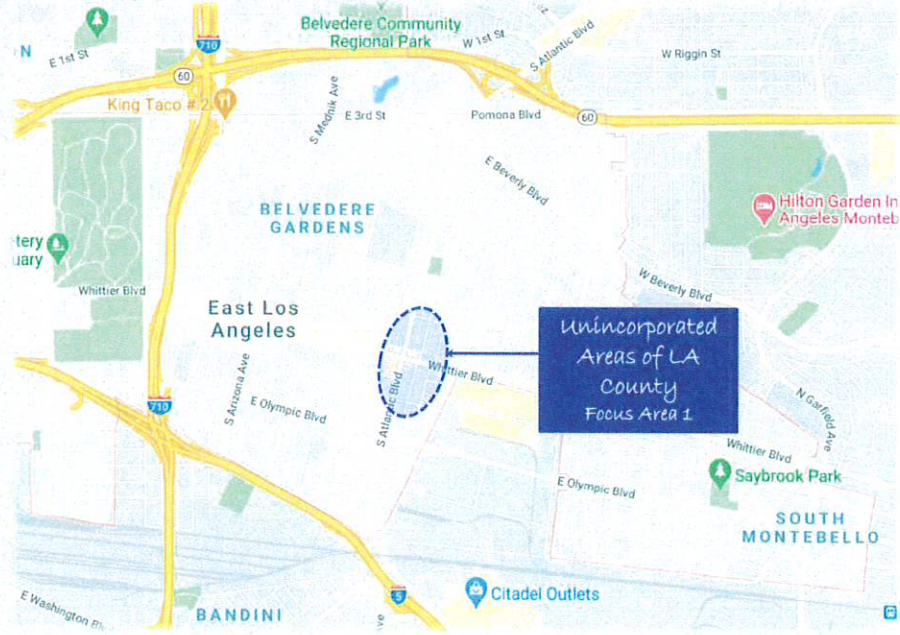 Belvedere Community
Regional Park
W 1st St
S Atlantic Blvd
W Riggin St
N
E 1st St
710
60
King Taco # 2
S Mednik Ave
E 3rd St
Pomona Blvd
60
E Beverly Blvd
BELVEDERE
GARDENS
Hilton Garden In
Angeles Monteb
tery
uary
Whittier Blvd
W Beverly Blvd
East Los
Angeles
Unincorporated
Areas of LA
County
Focus Area 1
Whittier Blvd
S Arizona Ave
S Atlantic Blvd
N Garfield Ave
710
E Olympic Blvd
Whittier Blvd
Saybrook Park
E Olympic Blvd
SOUTH
MONTEBELLO
5
Citadel Outlets
E Washington Bl
BANDINI